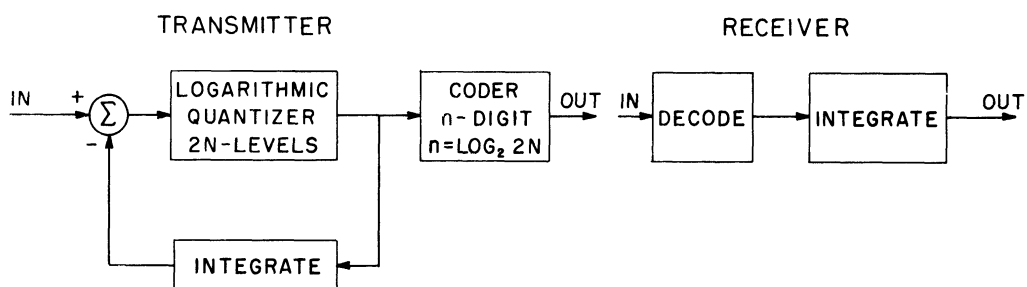 TRANSMITTER
RECEIVER
IN
+
Σ
-
LOGARITHMIC
QUANTIZER
2N-LEVELS
CODER
n-DIGIT
n=LOG₂ 2N
OUT
INTEGRATE
IN
DECODE
INTEGRATE
OUT